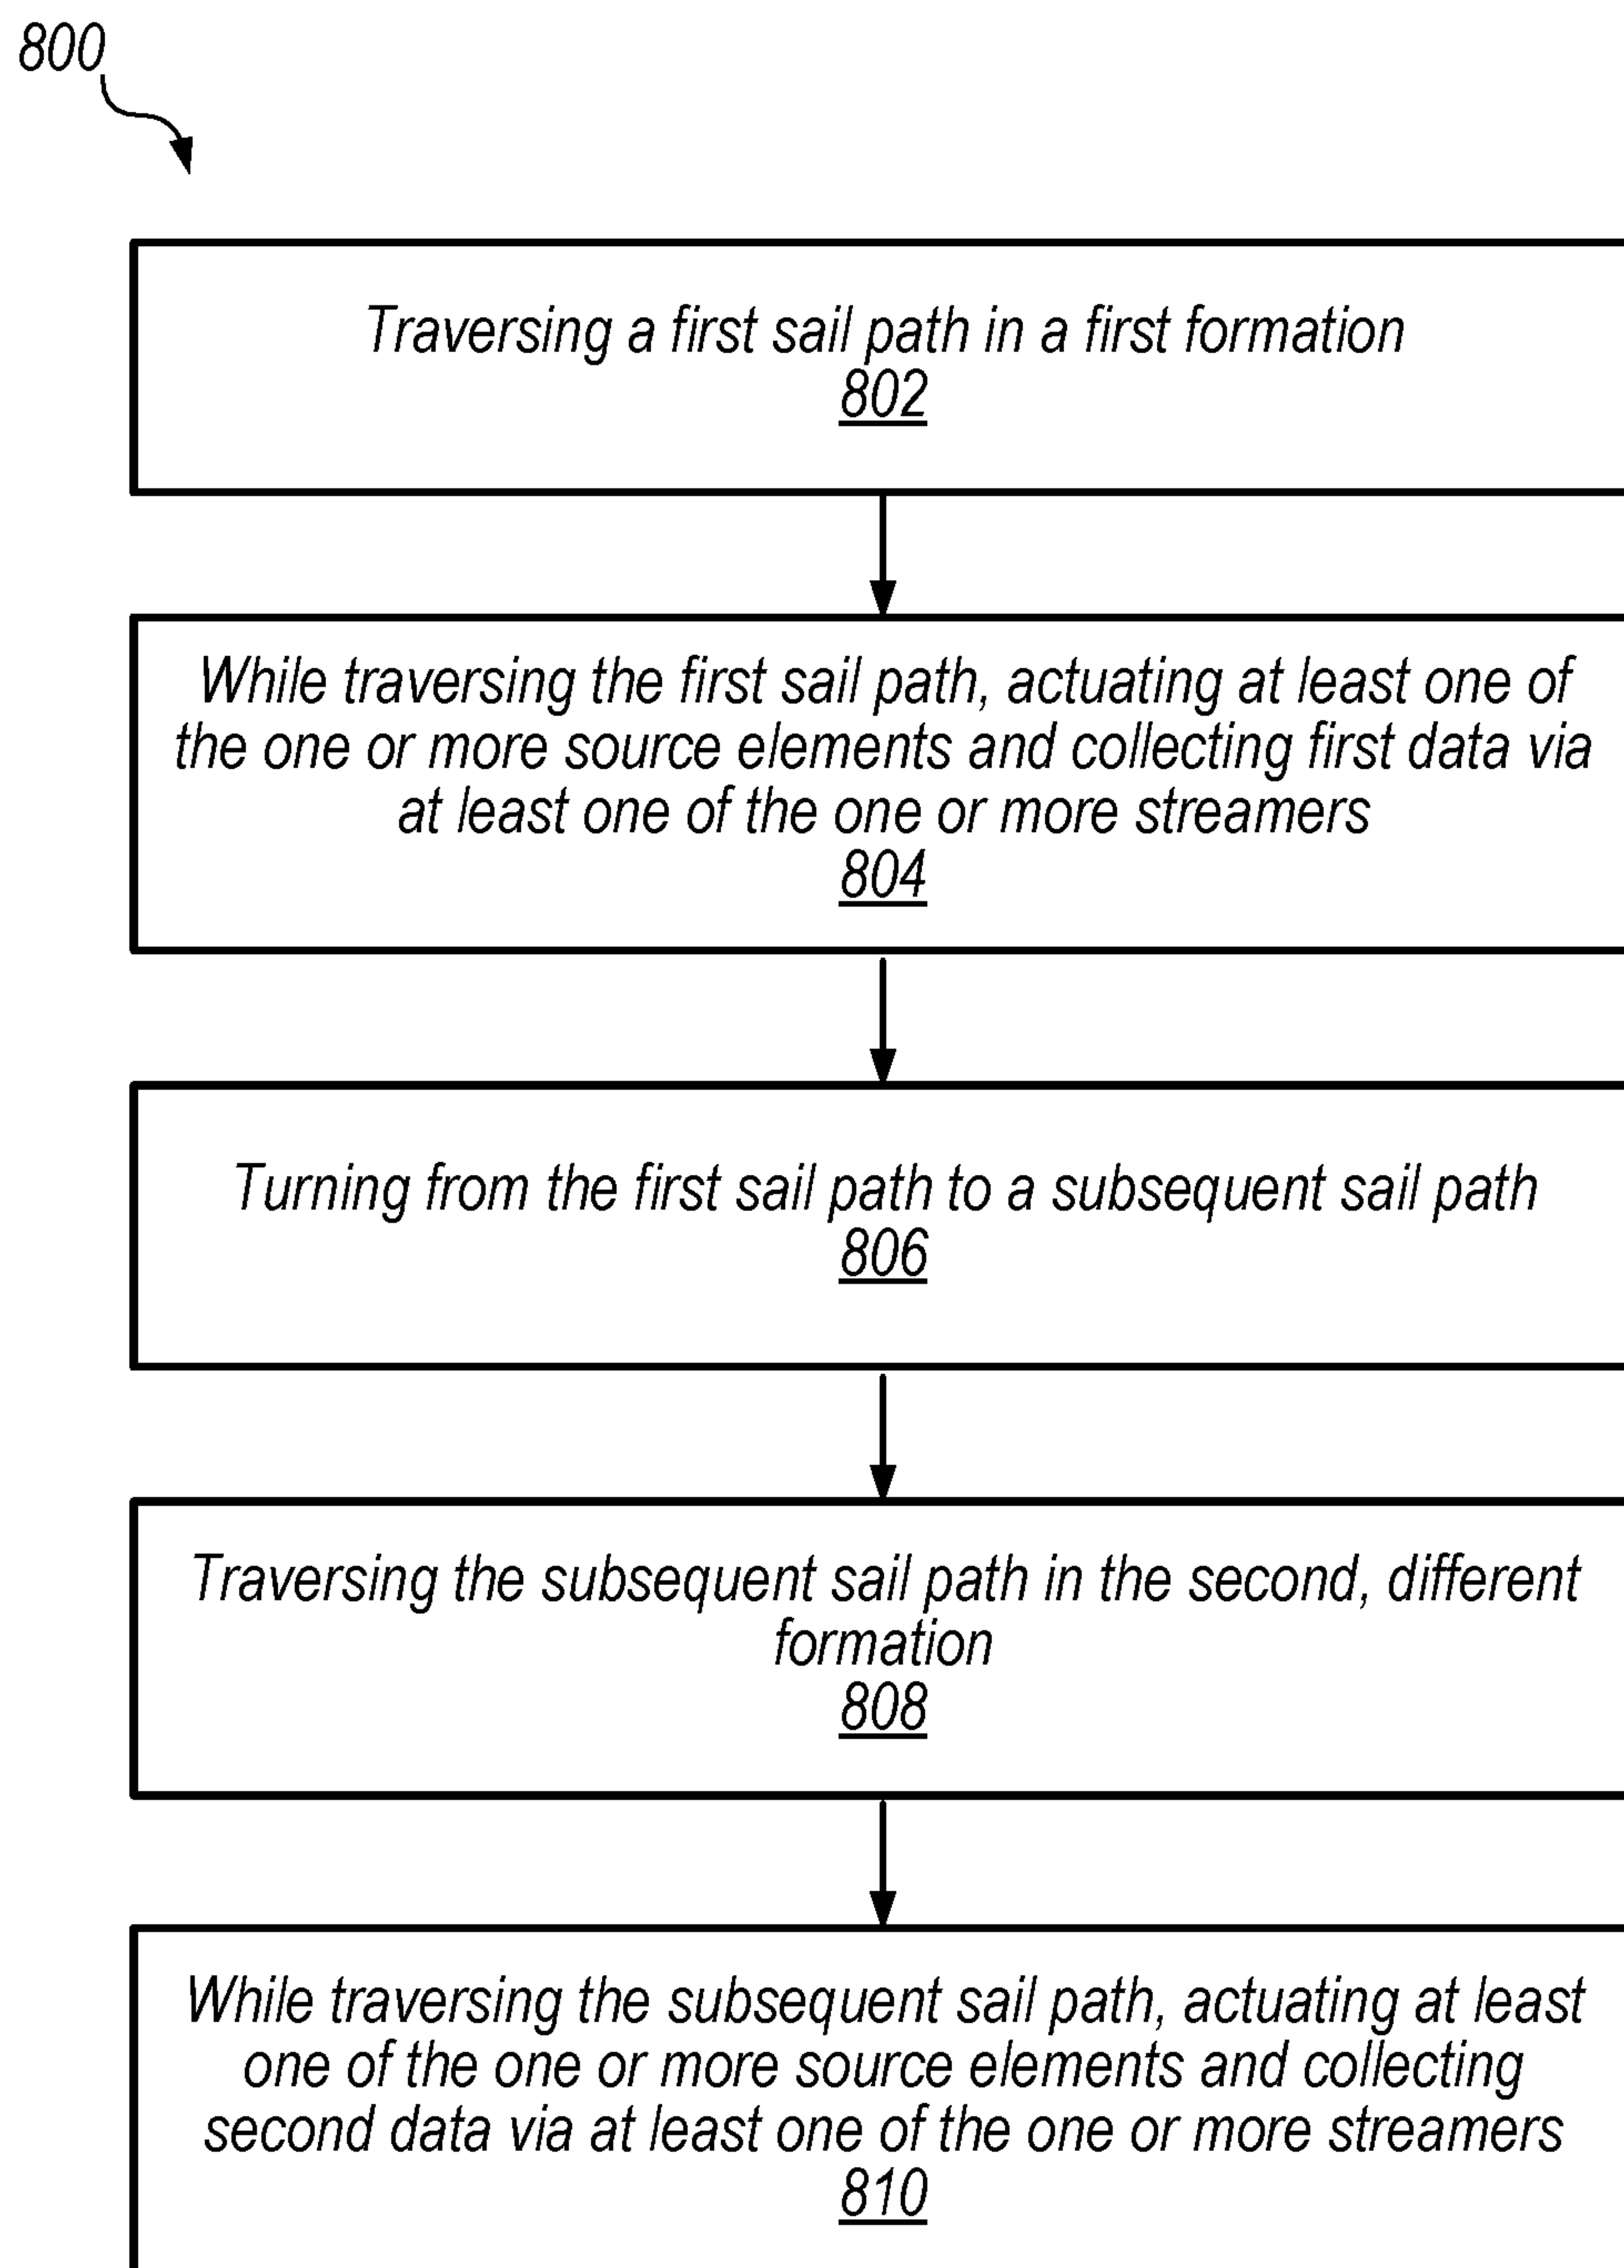 800
Traversing a first sail path in a first formation
802
While traversing the first sail path, actuating at least one of
the one or more source elements and collecting first data via
at least one of the one or more streamers
804
Turning from the first sail path to a subsequent sail path
806
Traversing the subsequent sail path in the second, different
formation
808
While traversing the subsequent sail path, actuating at least
one of the one or more source elements and collecting
second data via at least one of the one or more streamers
810